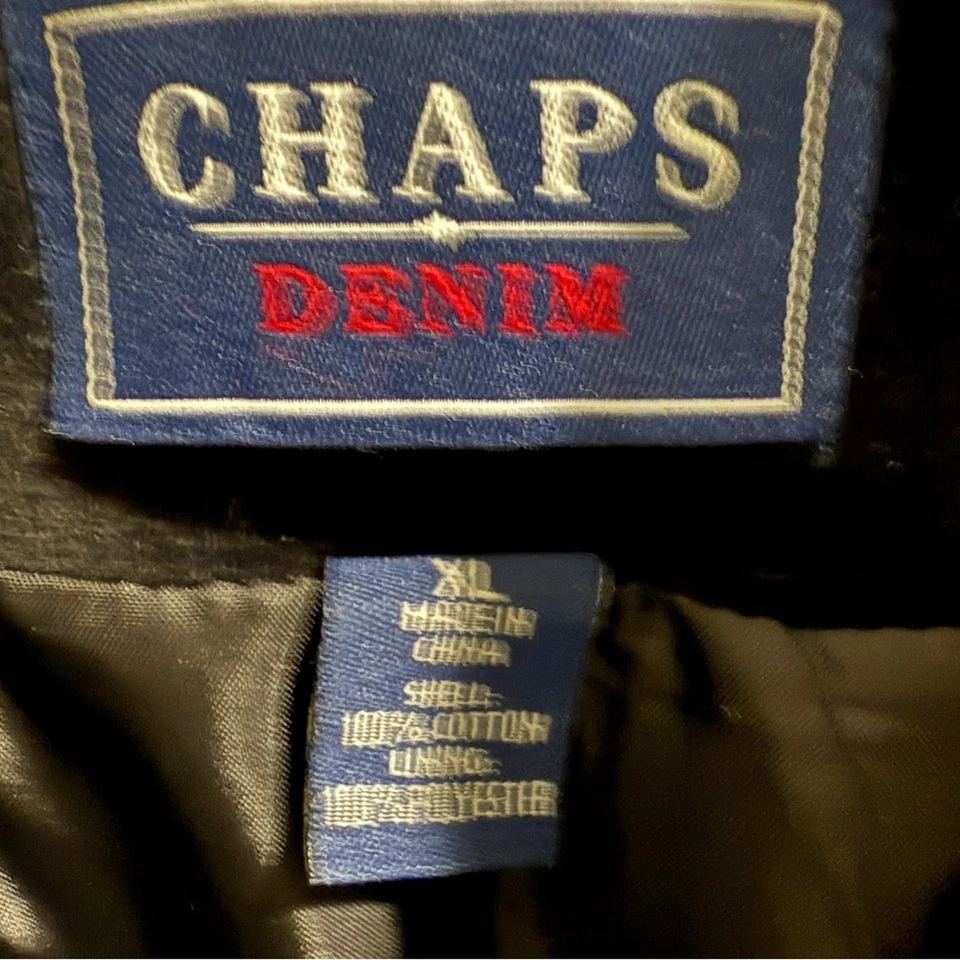 CHAPS
DENIM
XL
MADE IN
CHINA
SHELL:
100% COTTON
LINING:
100% POLYESTER